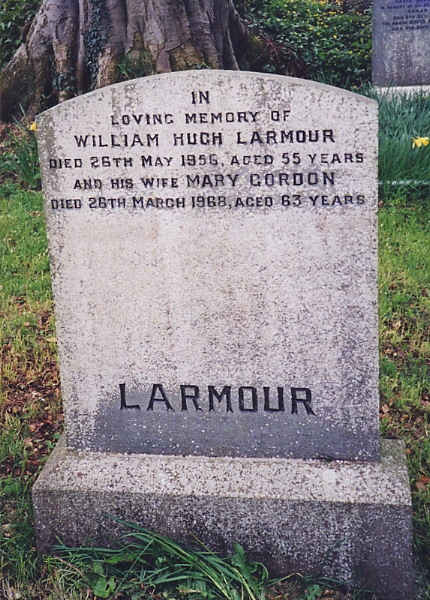 IN
LOVING MEMORY OF
WILLIAM HUGH LARMOUR
DIED 26TH MAY 1956, AGED 55 YEARS
AND HIS WIFE MARY GORDON
DIED 26TH MARCH 1968, AGED 63 YEARS
LARMOUR